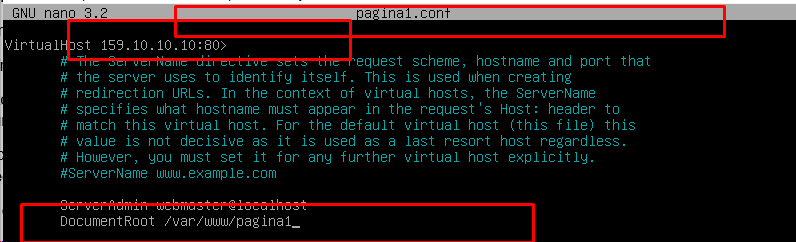 GNU nano 3.2 pagina1.conf
VirtualHost 159.10.10.10:80>
# The ServerName directive sets the request scheme, hostname and port that
# the server uses to identify itself. This is used when creating
# redirection URLs. In the context of virtual hosts, the ServerName
# specifies what hostname must appear in the request's Host: header to
# match this virtual host. For the default virtual host (this file) this
# value is not decisive as it is used as a last resort host regardless.
# However, you must set it for any further virtual host explicitly.
#ServerName www.example.com
ServerAdmin webmaster@localhost
DocumentRoot /var/www/pagina1_